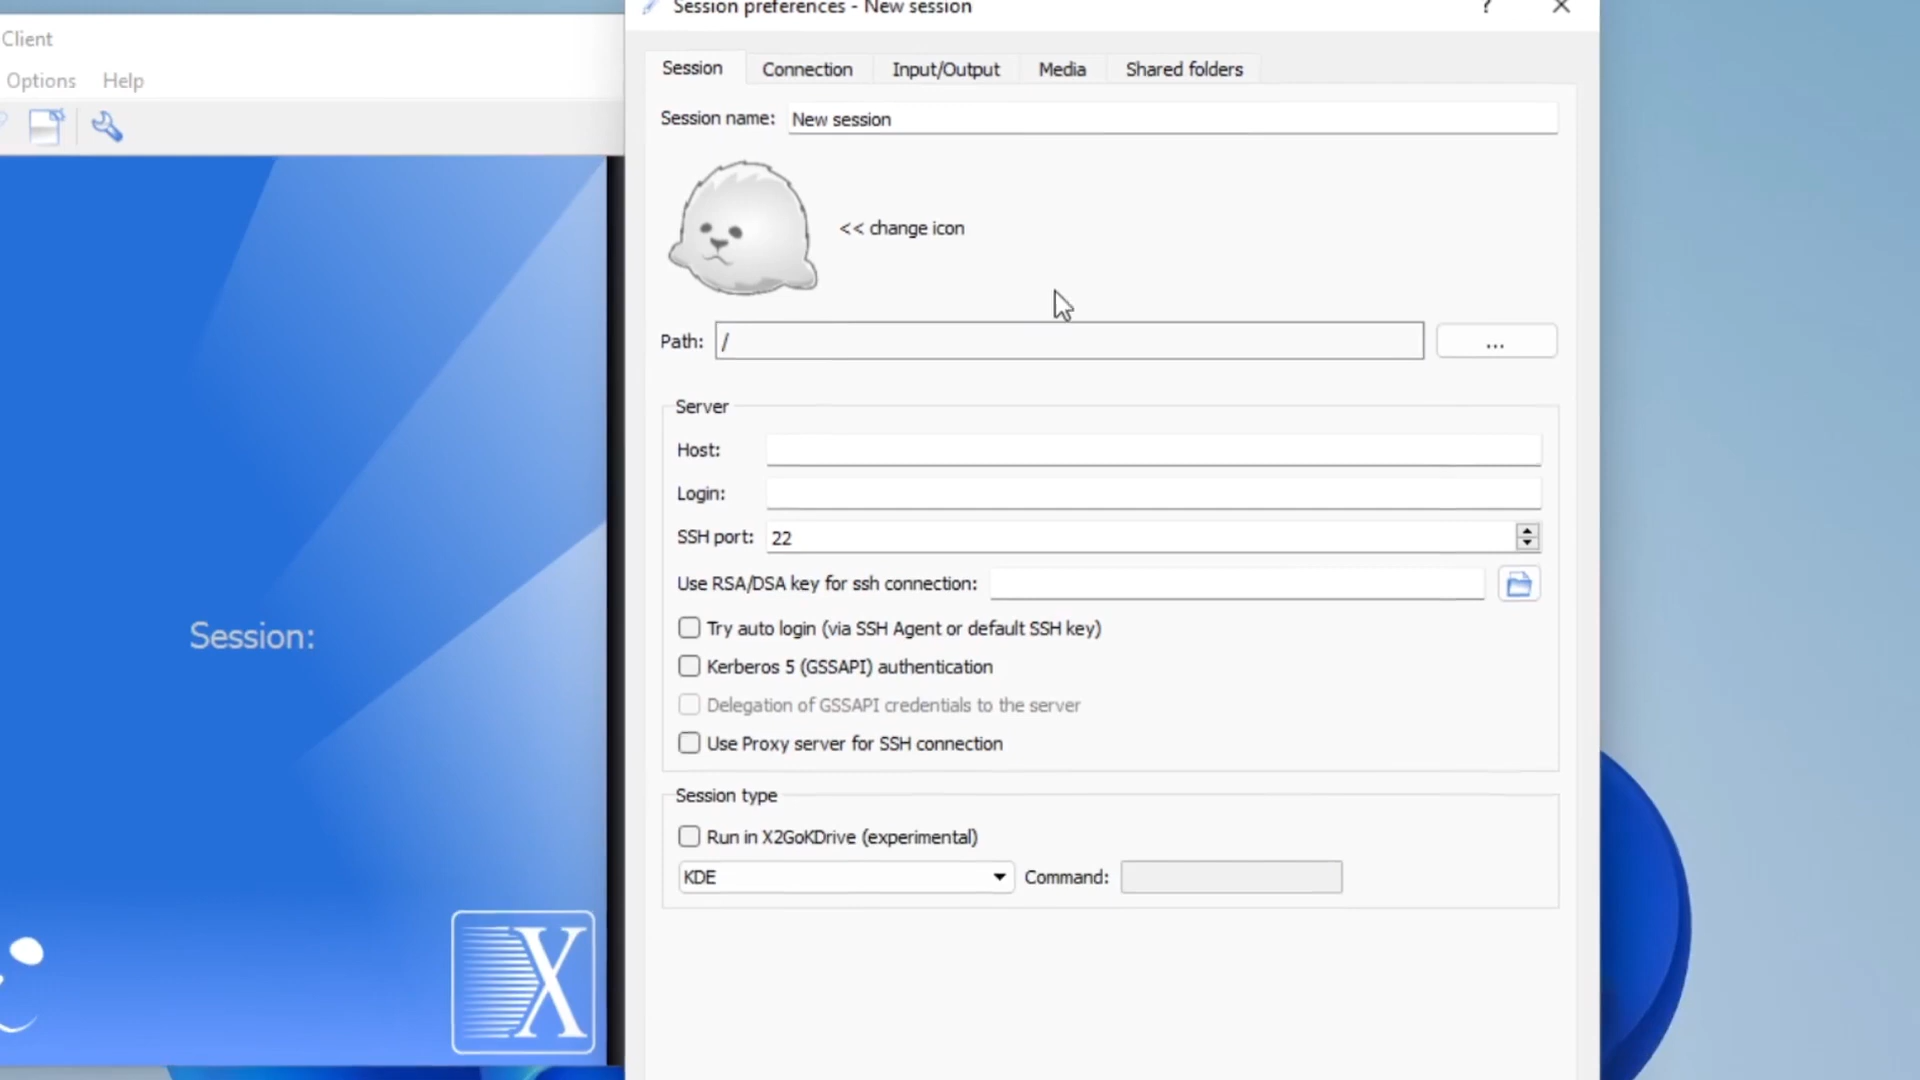 Session preferences - New session
?
Client
Options Help
Session Connection Input/Output Media Shared folders
Session name: New session
<< change icon
Path: / ...
Server
Host:
Login:
SSH port: 22
Use RSA/DSA key for ssh connection:
Try auto login (via SSH Agent or default SSH key)
Session:
Kerberos 5 (GSSAPI) authentication
Delegation of GSSAPI credentials to the server
Use Proxy server for SSH connection
Session type
Run in X2GoKDrive (experimental)
KDE Command:
X